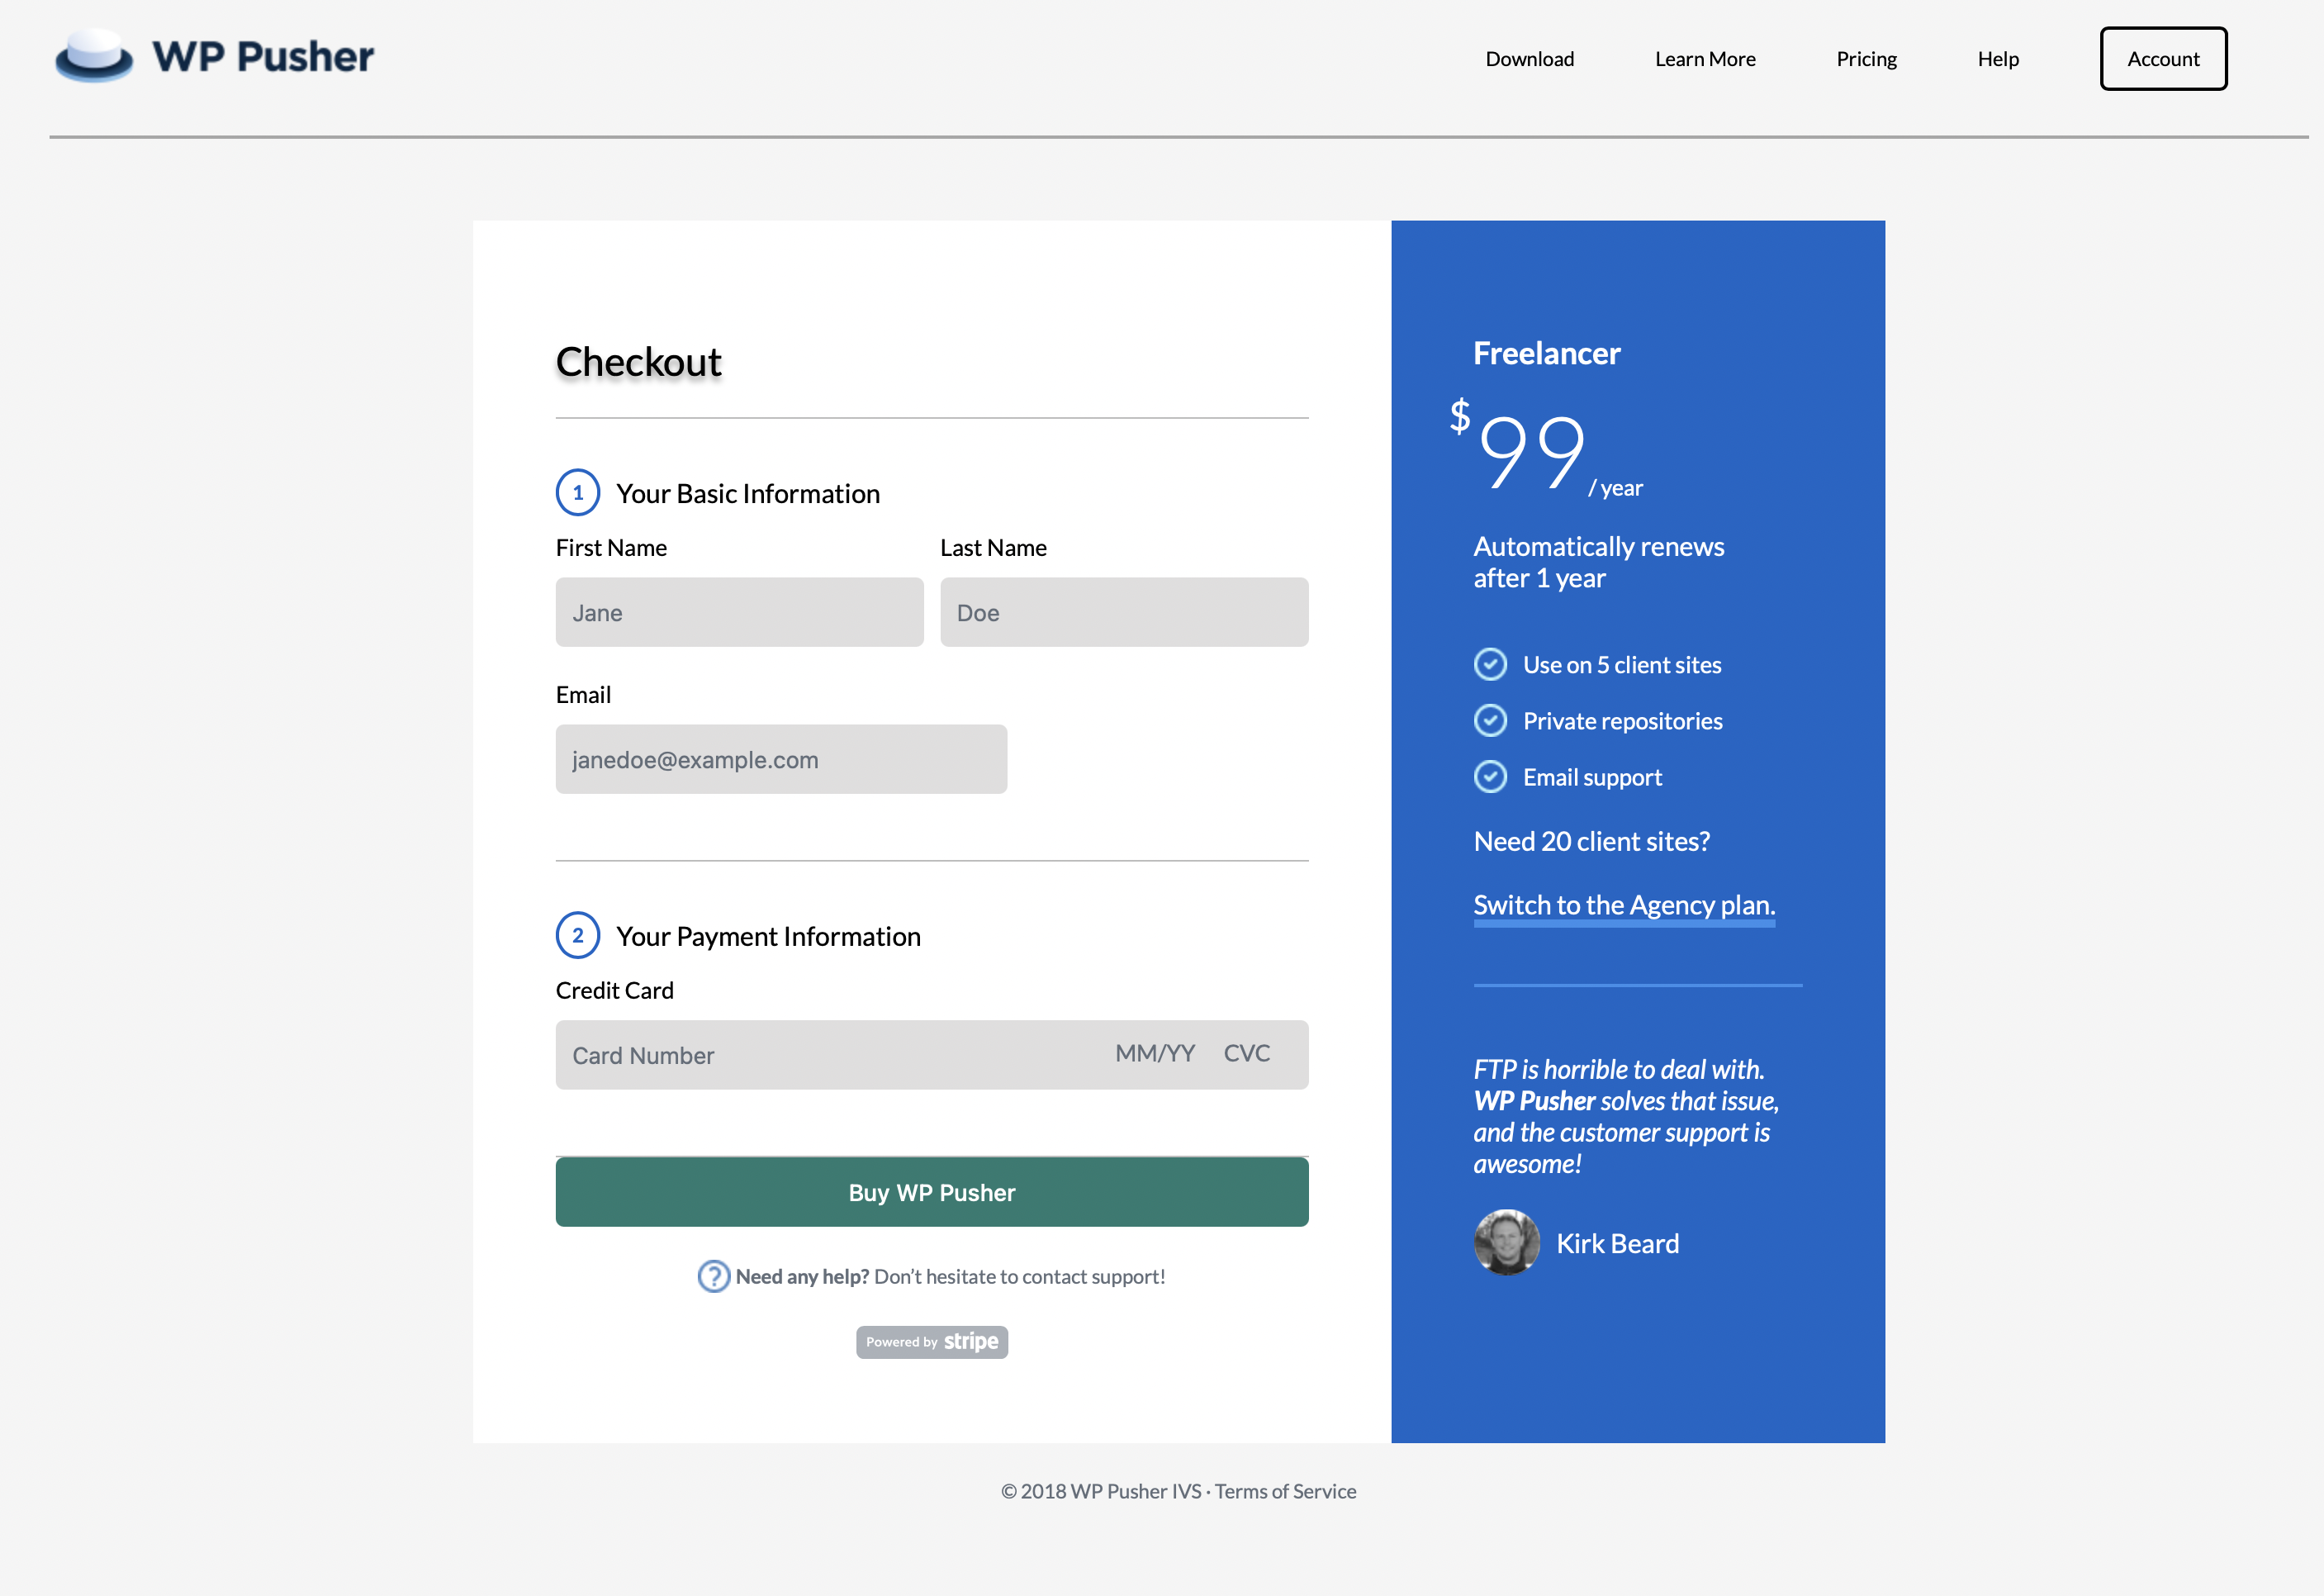 WP Pusher
Download
Learn More
Pricing
Help
Account
Checkout
1 Your Basic Information
First Name
Last Name
Jane
Doe
Email
janedoe@example.com
2 Your Payment Information
Credit Card
Card Number MM/YY CVC
Buy WP Pusher
? Need any help? Don’t hesitate to contact support!
Powered by stripe
Freelancer
$99 / year
Automatically renews
after 1 year
Use on 5 client sites
Private repositories
Email support
Need 20 client sites?
Switch to the Agency plan.
FTP is horrible to deal with.
WP Pusher solves that issue,
and the customer support is
awesome!
Kirk Beard
© 2018 WP Pusher IVS · Terms of Service